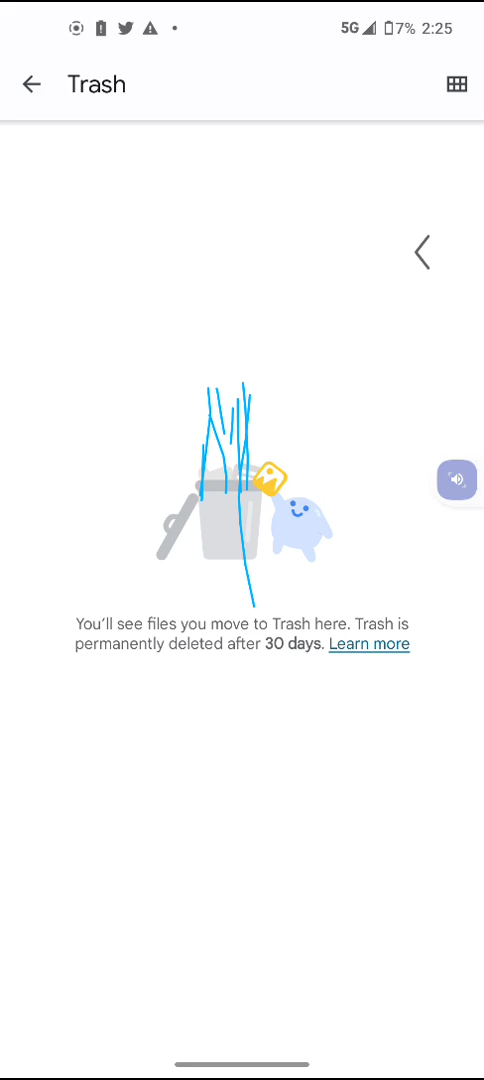 5G 7% 2:25
Trash
You'll see files you move to Trash here. Trash is
permanently deleted after 30 days. Learn more